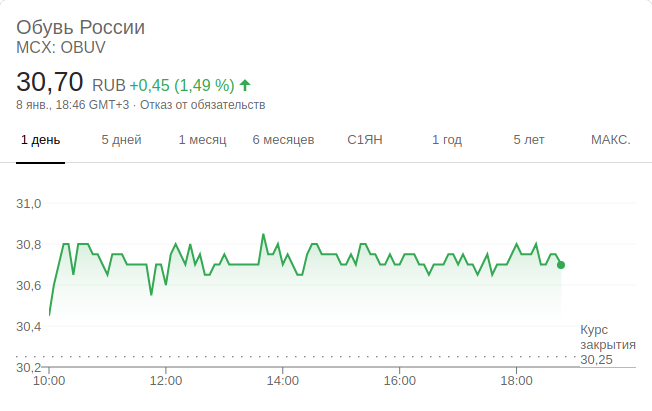 Обувь России
MCX: OBUV
30,70 RUB +0,45 (1,49 %)
8 янв., 18:46 GMT+3 · Отказ от обязательств
1 день 5 дней 1 месяц 6 месяцев С1ЯН 1 год 5 лет МАКС.
31,0
30,8
30,6
30,4
Курс
закрытия
30,25
30,2
10:00 12:00 14:00 16:00 18:00